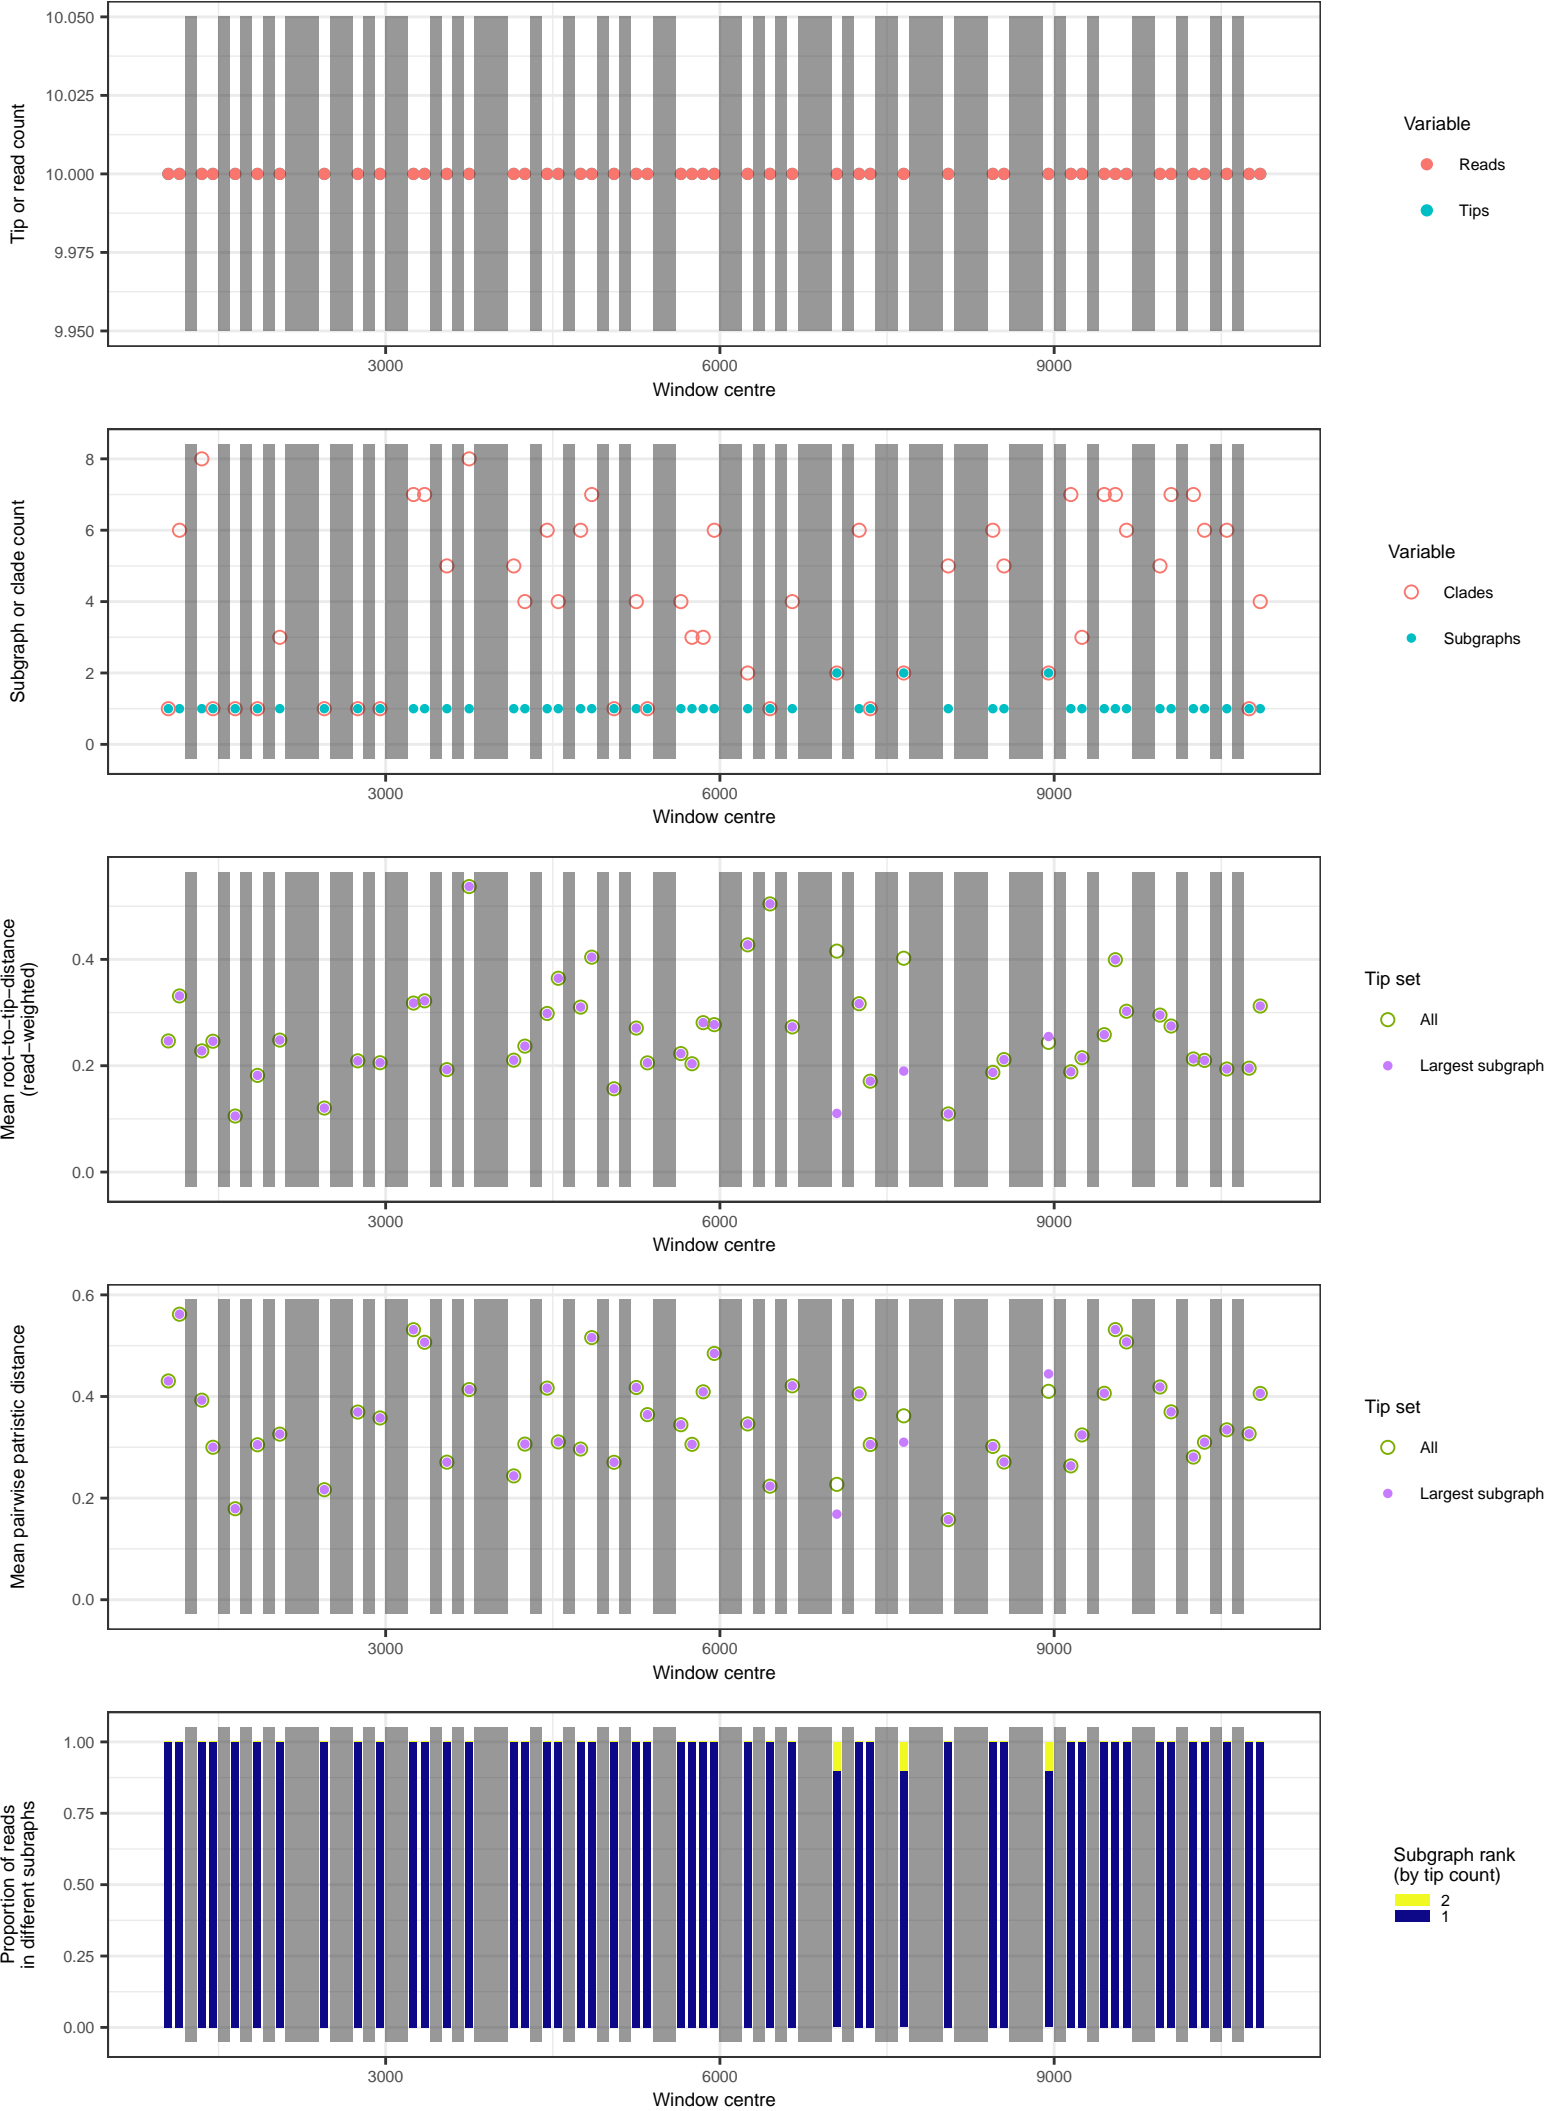 10.050
10.025
10.000
9.975
9.950
Tip or read count
3000
6000
9000
Window centre
Variable
Reads
Tips
8
6
4
2
0
Subgraph or clade count
3000
6000
9000
Window centre
Variable
Clades
Subgraphs
0.4
0.2
0.0
Mean root−to−tip−distance
(read−weighted)
3000
6000
9000
Window centre
Tip set
All
Largest subgraph
0.6
0.4
0.2
0.0
Mean pairwise patristic distance
3000
6000
9000
Window centre
Tip set
All
Largest subgraph
1.00
0.75
0.50
0.25
0.00
Proportion of reads
in different subraphs
3000
6000
9000
Window centre
Subgraph rank
(by tip count)
2
1